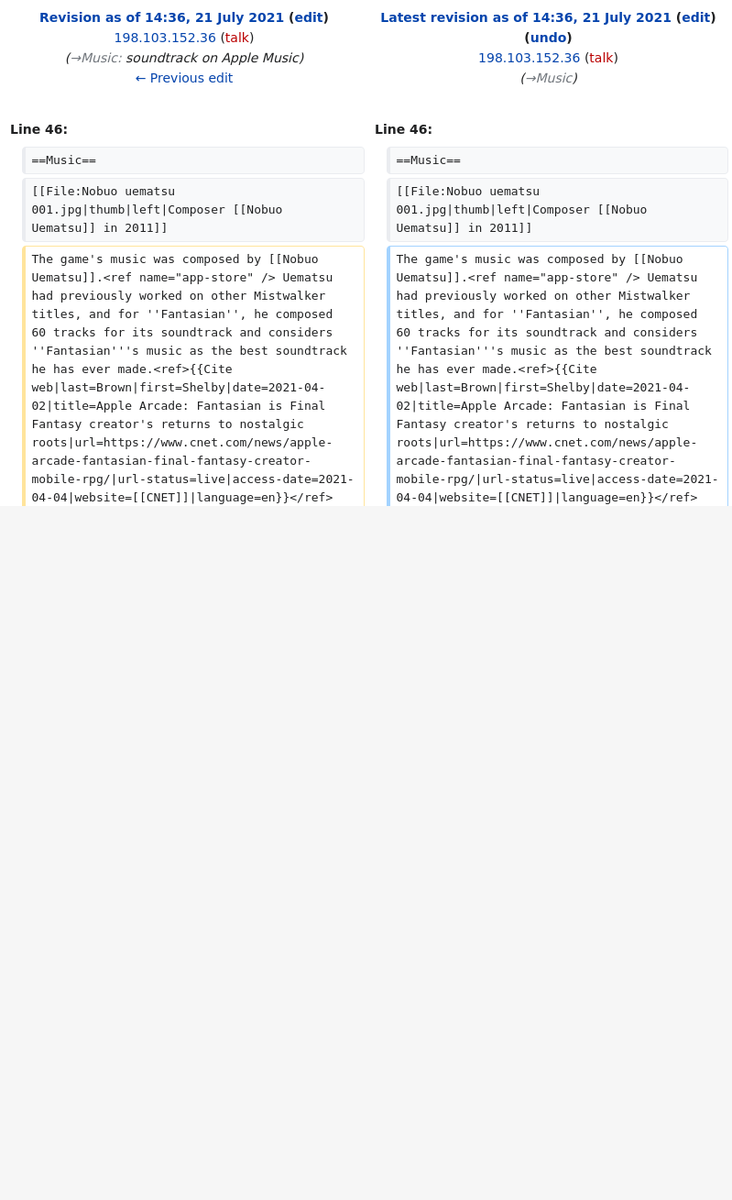 Revision as of 14:36, 21 July 2021 (edit)
198.103.152.36 (talk)
(→Music: soundtrack on Apple Music)
← Previous edit
Latest revision as of 14:36, 21 July 2021 (edit)
(undo)
198.103.152.36 (talk)
(→Music)
Line 46:
==Music==
[[File:Nobuo uematsu
001.jpg|thumb|left|Composer [[Nobuo
Uematsu]] in 2011]]
The game's music was composed by [[Nobuo
Uematsu]].<ref name="app-store" /> Uematsu
had previously worked on other Mistwalker
titles, and for ''Fantasian'', he composed
60 tracks for its soundtrack and considers
''Fantasian'''s music as the best soundtrack
he has ever made.<ref>{{Cite
web|last=Brown|first=Shelby|date=2021-04-
02|title=Apple Arcade: Fantasian is Final
Fantasy creator's returns to nostalgic
roots|url=https://www.cnet.com/news/apple-
arcade-fantasian-final-fantasy-creator-
mobile-rpg/|url-status=live|access-date=2021-
04-04|website=[[CNET]]|language=en}}</ref>
Line 46:
==Music==
[[File:Nobuo uematsu
001.jpg|thumb|left|Composer [[Nobuo
Uematsu]] in 2011]]
The game's music was composed by [[Nobuo
Uematsu]].<ref name="app-store" /> Uematsu
had previously worked on other Mistwalker
titles, and for ''Fantasian'', he composed
60 tracks for its soundtrack and considers
''Fantasian'''s music as the best soundtrack
he has ever made.<ref>{{Cite
web|last=Brown|first=Shelby|date=2021-04-
02|title=Apple Arcade: Fantasian is Final
Fantasy creator's returns to nostalgic
roots|url=https://www.cnet.com/news/apple-
arcade-fantasian-final-fantasy-creator-
mobile-rpg/|url-status=live|access-date=2021-
04-04|website=[[CNET]]|language=en}}</ref>